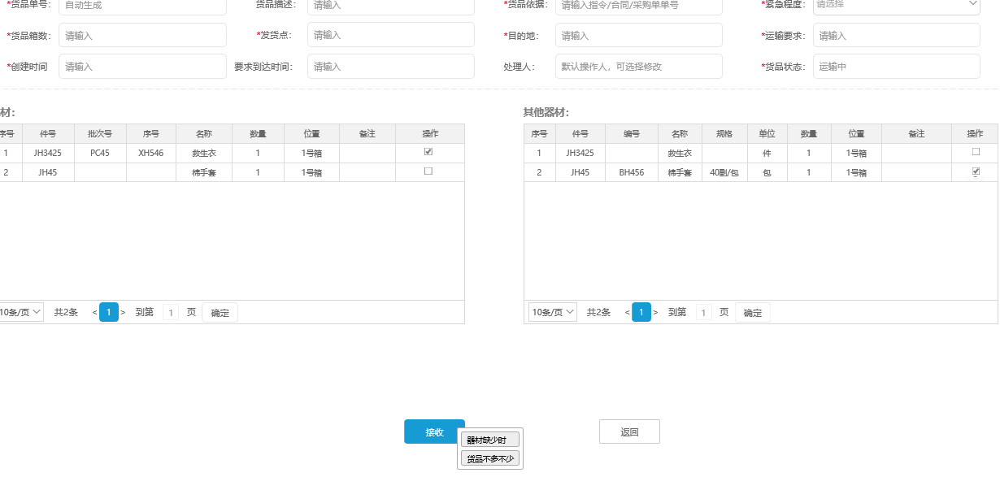 *货品单号: 自动生成 货品描述: 请输入 *货品依据: 请输入指令/合同/采购单单号 *紧急程度: 请选择
*货品箱数: 请输入 *发货点: 请输入 *目的地: 请输入 *运输要求: 请输入
*创建时间 请输入 要求到达时间: 请输入 处理人: 默认操作人，可选择修改 *货品状态: 运输中
材: 其他器材:
序号 件号 批次号 序号 名称 数量 位置 备注 操作 序号 件号 编号 名称 规格 单位 数量 位置 备注 操作
1 JH3425 PC45 XH546 救生衣 1 1号箱 1 JH3425 救生衣 件 1 1号箱
2 JH45 棉手套 1 1号箱 2 JH45 BH456 棉手套 40副/包 包 1 1号箱
10条/页 共2条 < 1 > 到第 1 页 确定 10条/页 共2条 < 1 > 到第 1 页 确定
接收 返回
器材缺少时
货品不多不少